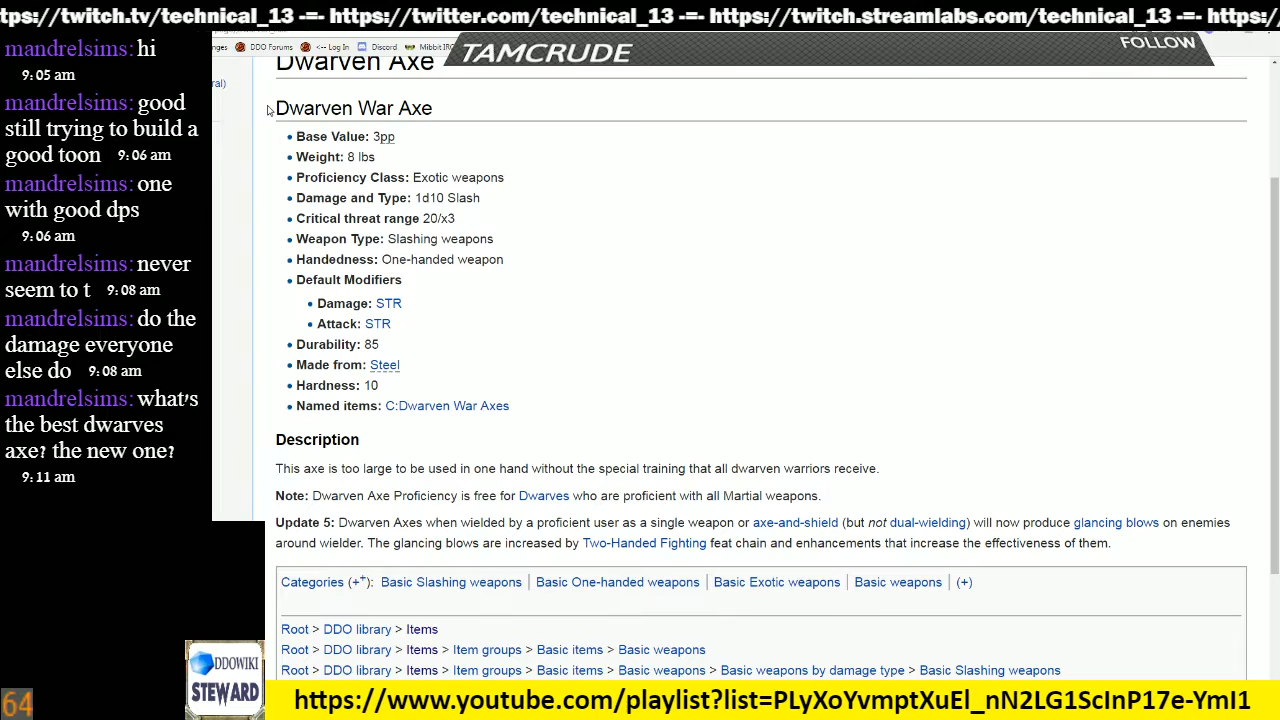 tps://twitch.tv/technical_13 -=- https://twitter.com/technical_13 -=- https://twitch.streamlabs.com/technical_13 -=- https:/
mandrelsims: hi
9:05 am
mandrelsims: good
still trying to build a
good toon 9:06 am
mandrelsims: one
with good dps
9:06 am
mandrelsims: never
seem to t 9:08 am
mandrelsims: do the
damage everyone
else do 9:08 am
mandrelsims: what's
the best dwarves
axe? the new one?
9:11 am
nges DDO Forums <-- Log In Discord Mibbit IRC
TAMCRUDE
FOLLOW
ral)
Dwarven Axe
Dwarven War Axe
• Base Value: 3pp
• Weight: 8 lbs
• Proficiency Class: Exotic weapons
• Damage and Type: 1d10 Slash
• Critical threat range 20/x3
• Weapon Type: Slashing weapons
• Handedness: One-handed weapon
• Default Modifiers
• Damage: STR
• Attack: STR
• Durability: 85
• Made from: Steel
• Hardness: 10
• Named items: C:Dwarven War Axes
Description
This axe is too large to be used in one hand without the special training that all dwarven warriors receive.
Note: Dwarven Axe Proficiency is free for Dwarves who are proficient with all Martial weapons.
Update 5: Dwarven Axes when wielded by a proficient user as a single weapon or axe-and-shield (but not dual-wielding) will now produce glancing blows on enemies
around wielder. The glancing blows are increased by Two-Handed Fighting feat chain and enhancements that increase the effectiveness of them.
Categories (++): Basic Slashing weapons | Basic One-handed weapons | Basic Exotic weapons | Basic weapons | (+)
Root > DDO library > Items
Root > DDO library > Items > Item groups > Basic items > Basic weapons
Root > DDO library > Items > Item groups > Basic items > Basic weapons > Basic weapons by damage type > Basic Slashing weapons
DDOWIKI
STEWARD
64
https://www.youtube.com/playlist?list=PLyXoYvmptXuEl_nN2LG1ScInP17e-YmI1